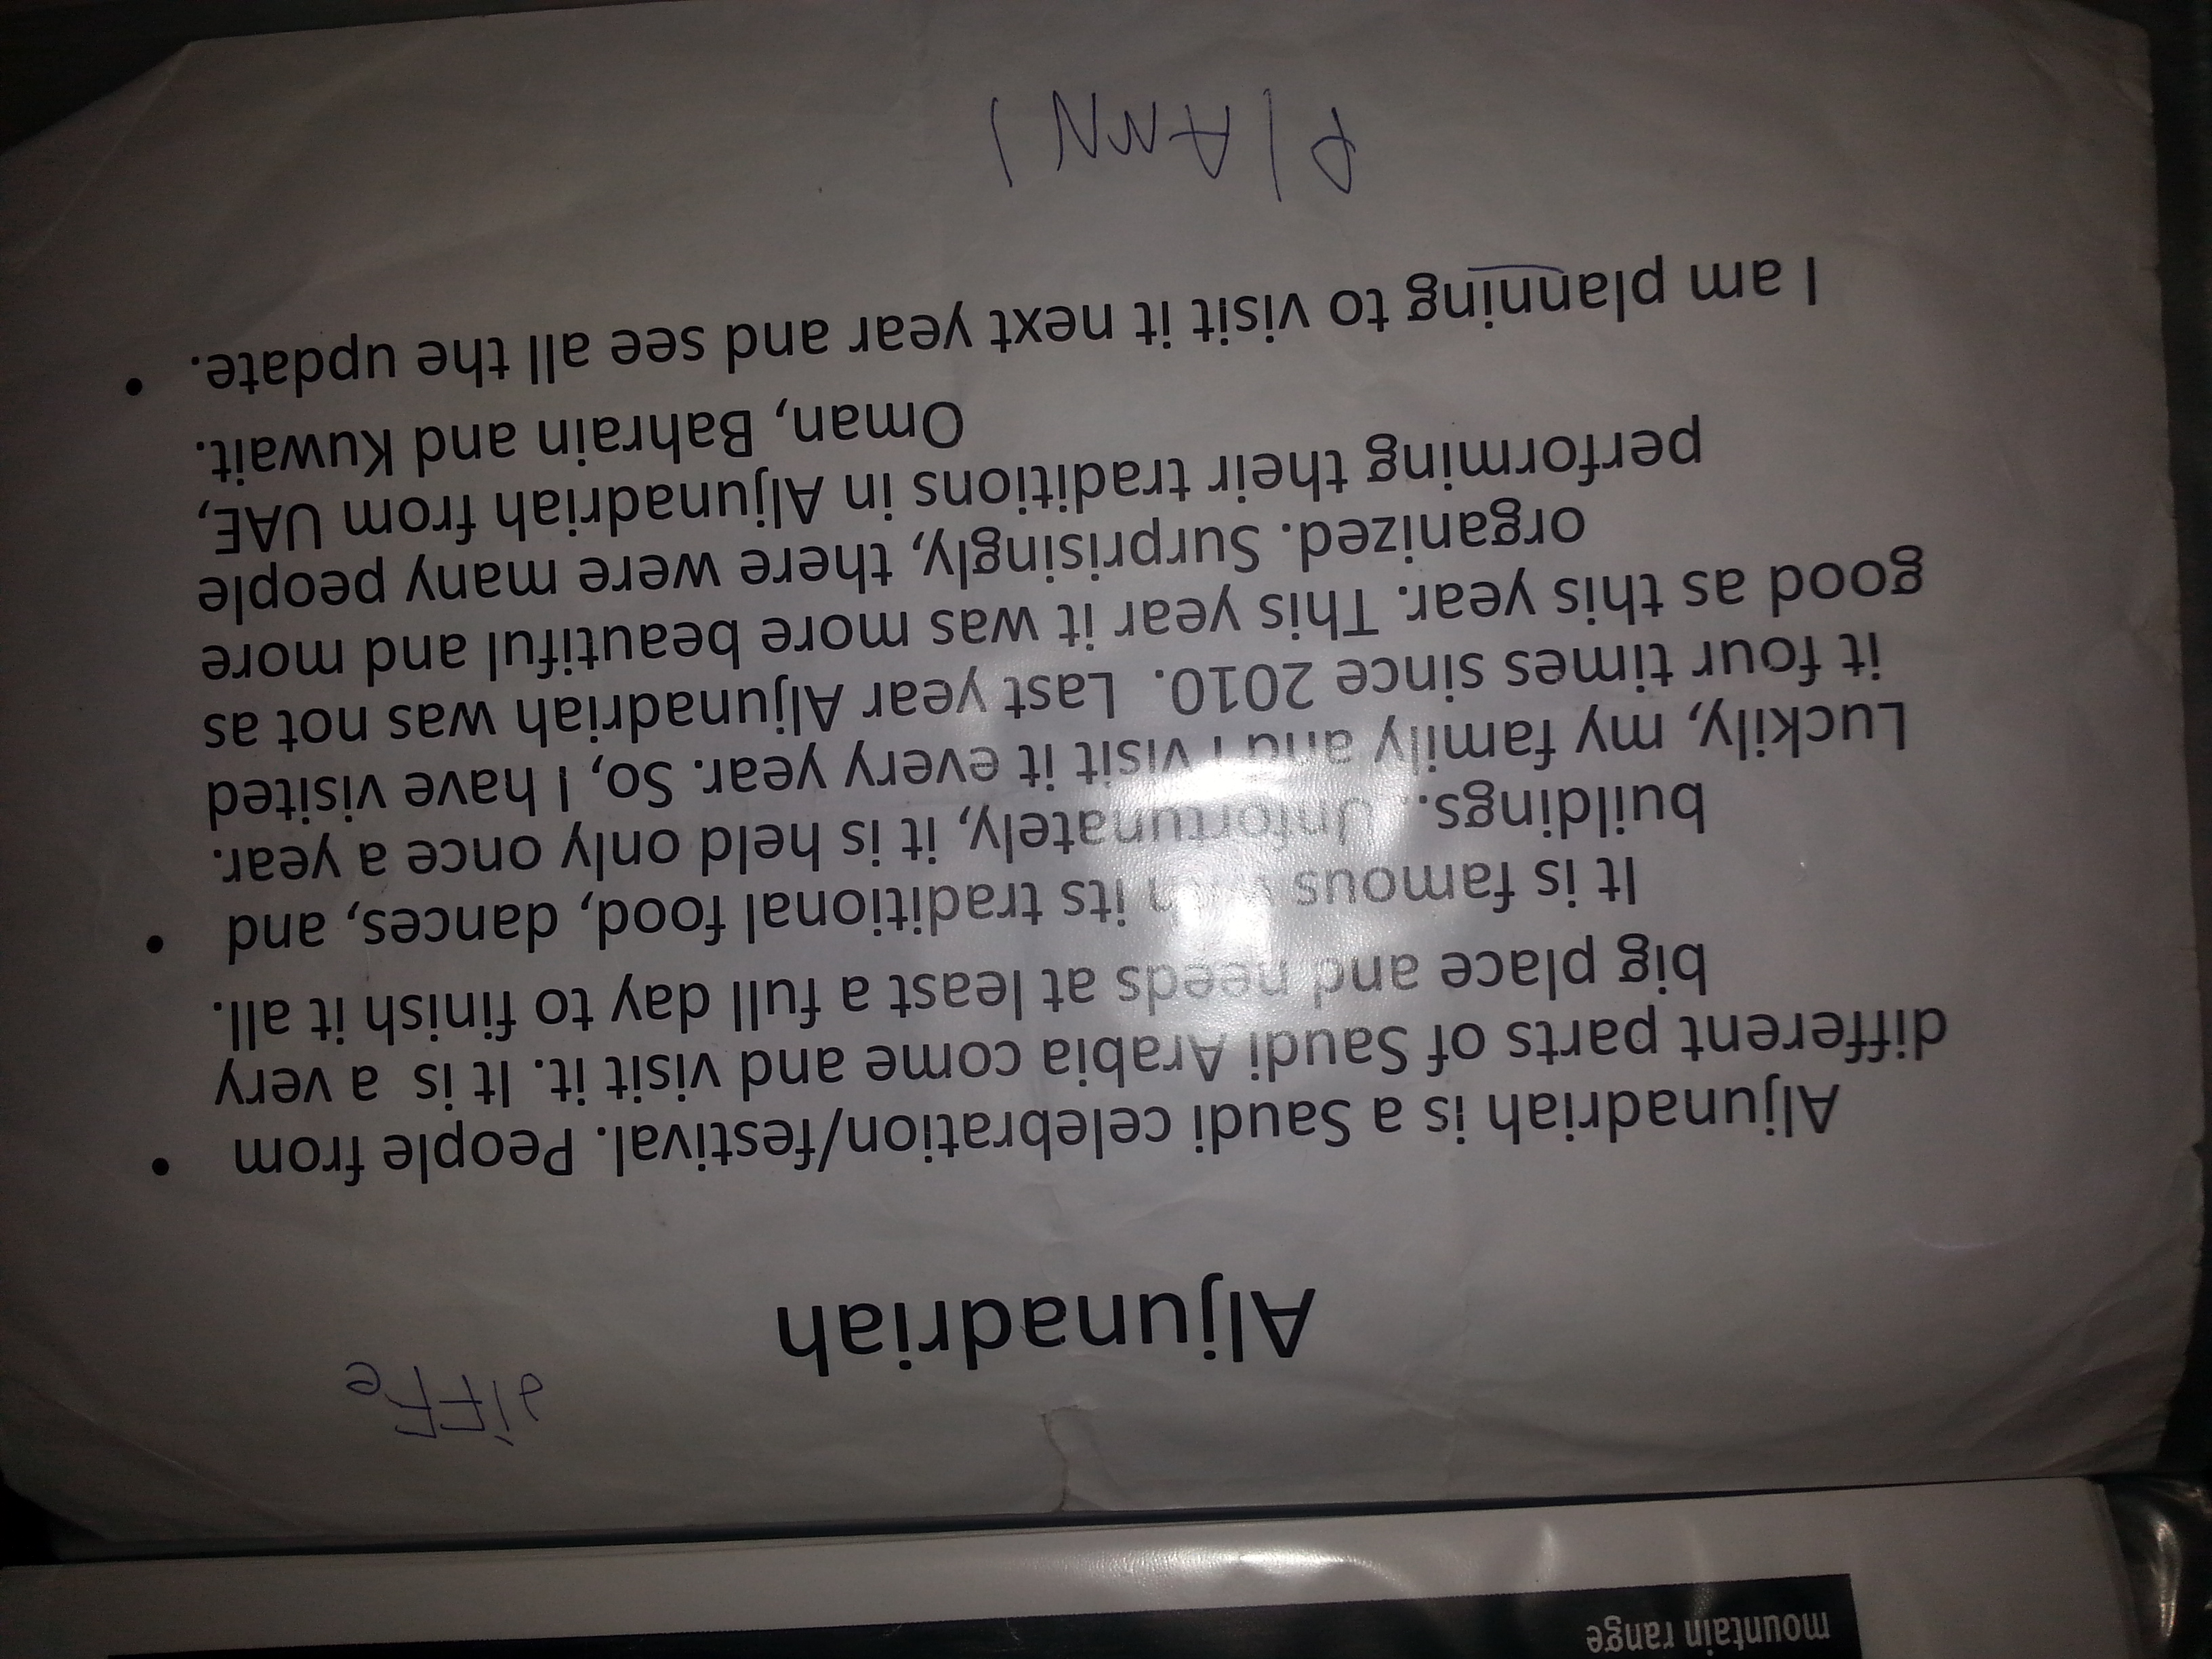 mountain range
diFFe
Aljunadriah
Aljunadriah is a Saudi celebration/festival. People from •
different parts of Saudi Arabia come and visit it. It is a very
big place and needs at least a full day to finish it all.
It is famous with its traditional food, dances, and •
buildings. Unfortunately, it is held only once a year.
Luckily, my family and I visit it every year. So, I have visited
it four times since 2010. Last year Aljunadriah was not as
good as this year. This year it was more beautiful and more
organized. Surprisingly, there were many people
performing their traditions in Aljunadriah from UAE,
Oman, Bahrain and Kuwait.
I am planning to visit it next year and see all the update. •